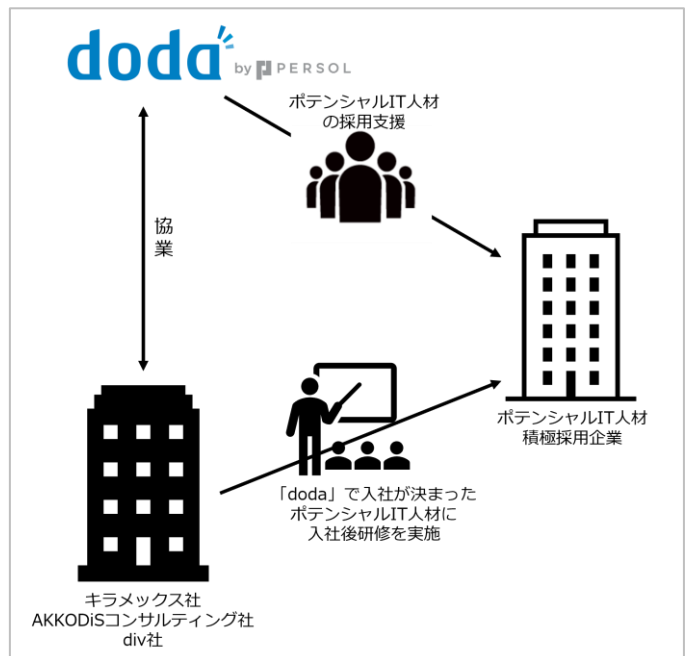 doda by PERSOL
ポテンシャルIT人材
の採用支援
協
業
ポテンシャルIT人材
積極採用企業
「doda」で入社が決まった
ポテンシャルIT人材に
入社後研修を実施
キラメックス社
AKKODiSコンサルティング社
div社